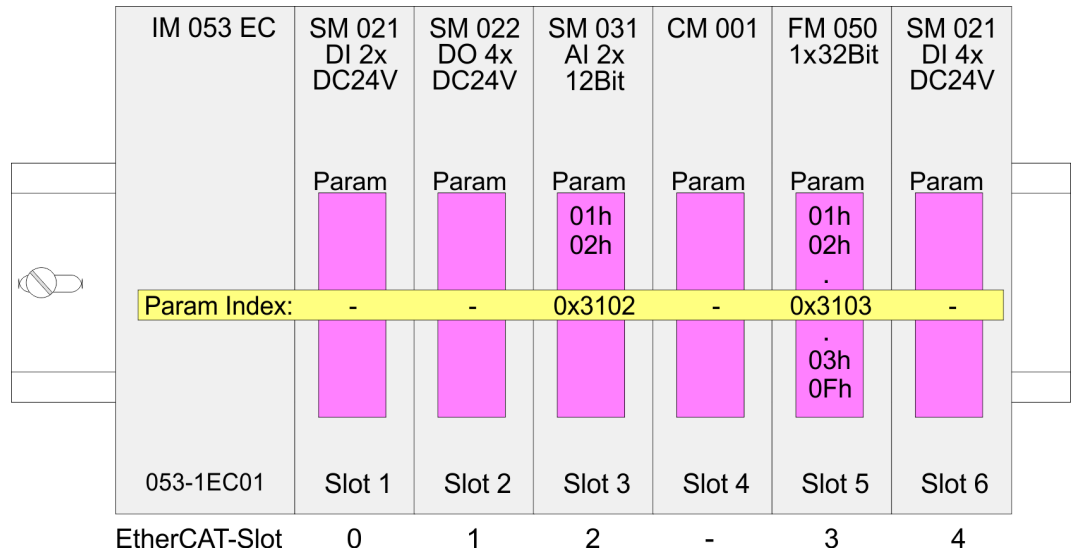 IM 053 EC
SM 021
DI 2x
DC24V
SM 022
DO 4x
DC24V
SM 031
AI 2x
12Bit
CM 001
FM 050
1x32Bit
SM 021
DI 4x
DC24V
Param Param Param Param Param Param
01h 01h
02h 02h
.
Param Index: - - 0x3102 - 0x3103 -
.
03h
0Fh
053-1EC01 Slot 1 Slot 2 Slot 3 Slot 4 Slot 5 Slot 6
EtherCAT-Slot 0 1 2 - 3 4